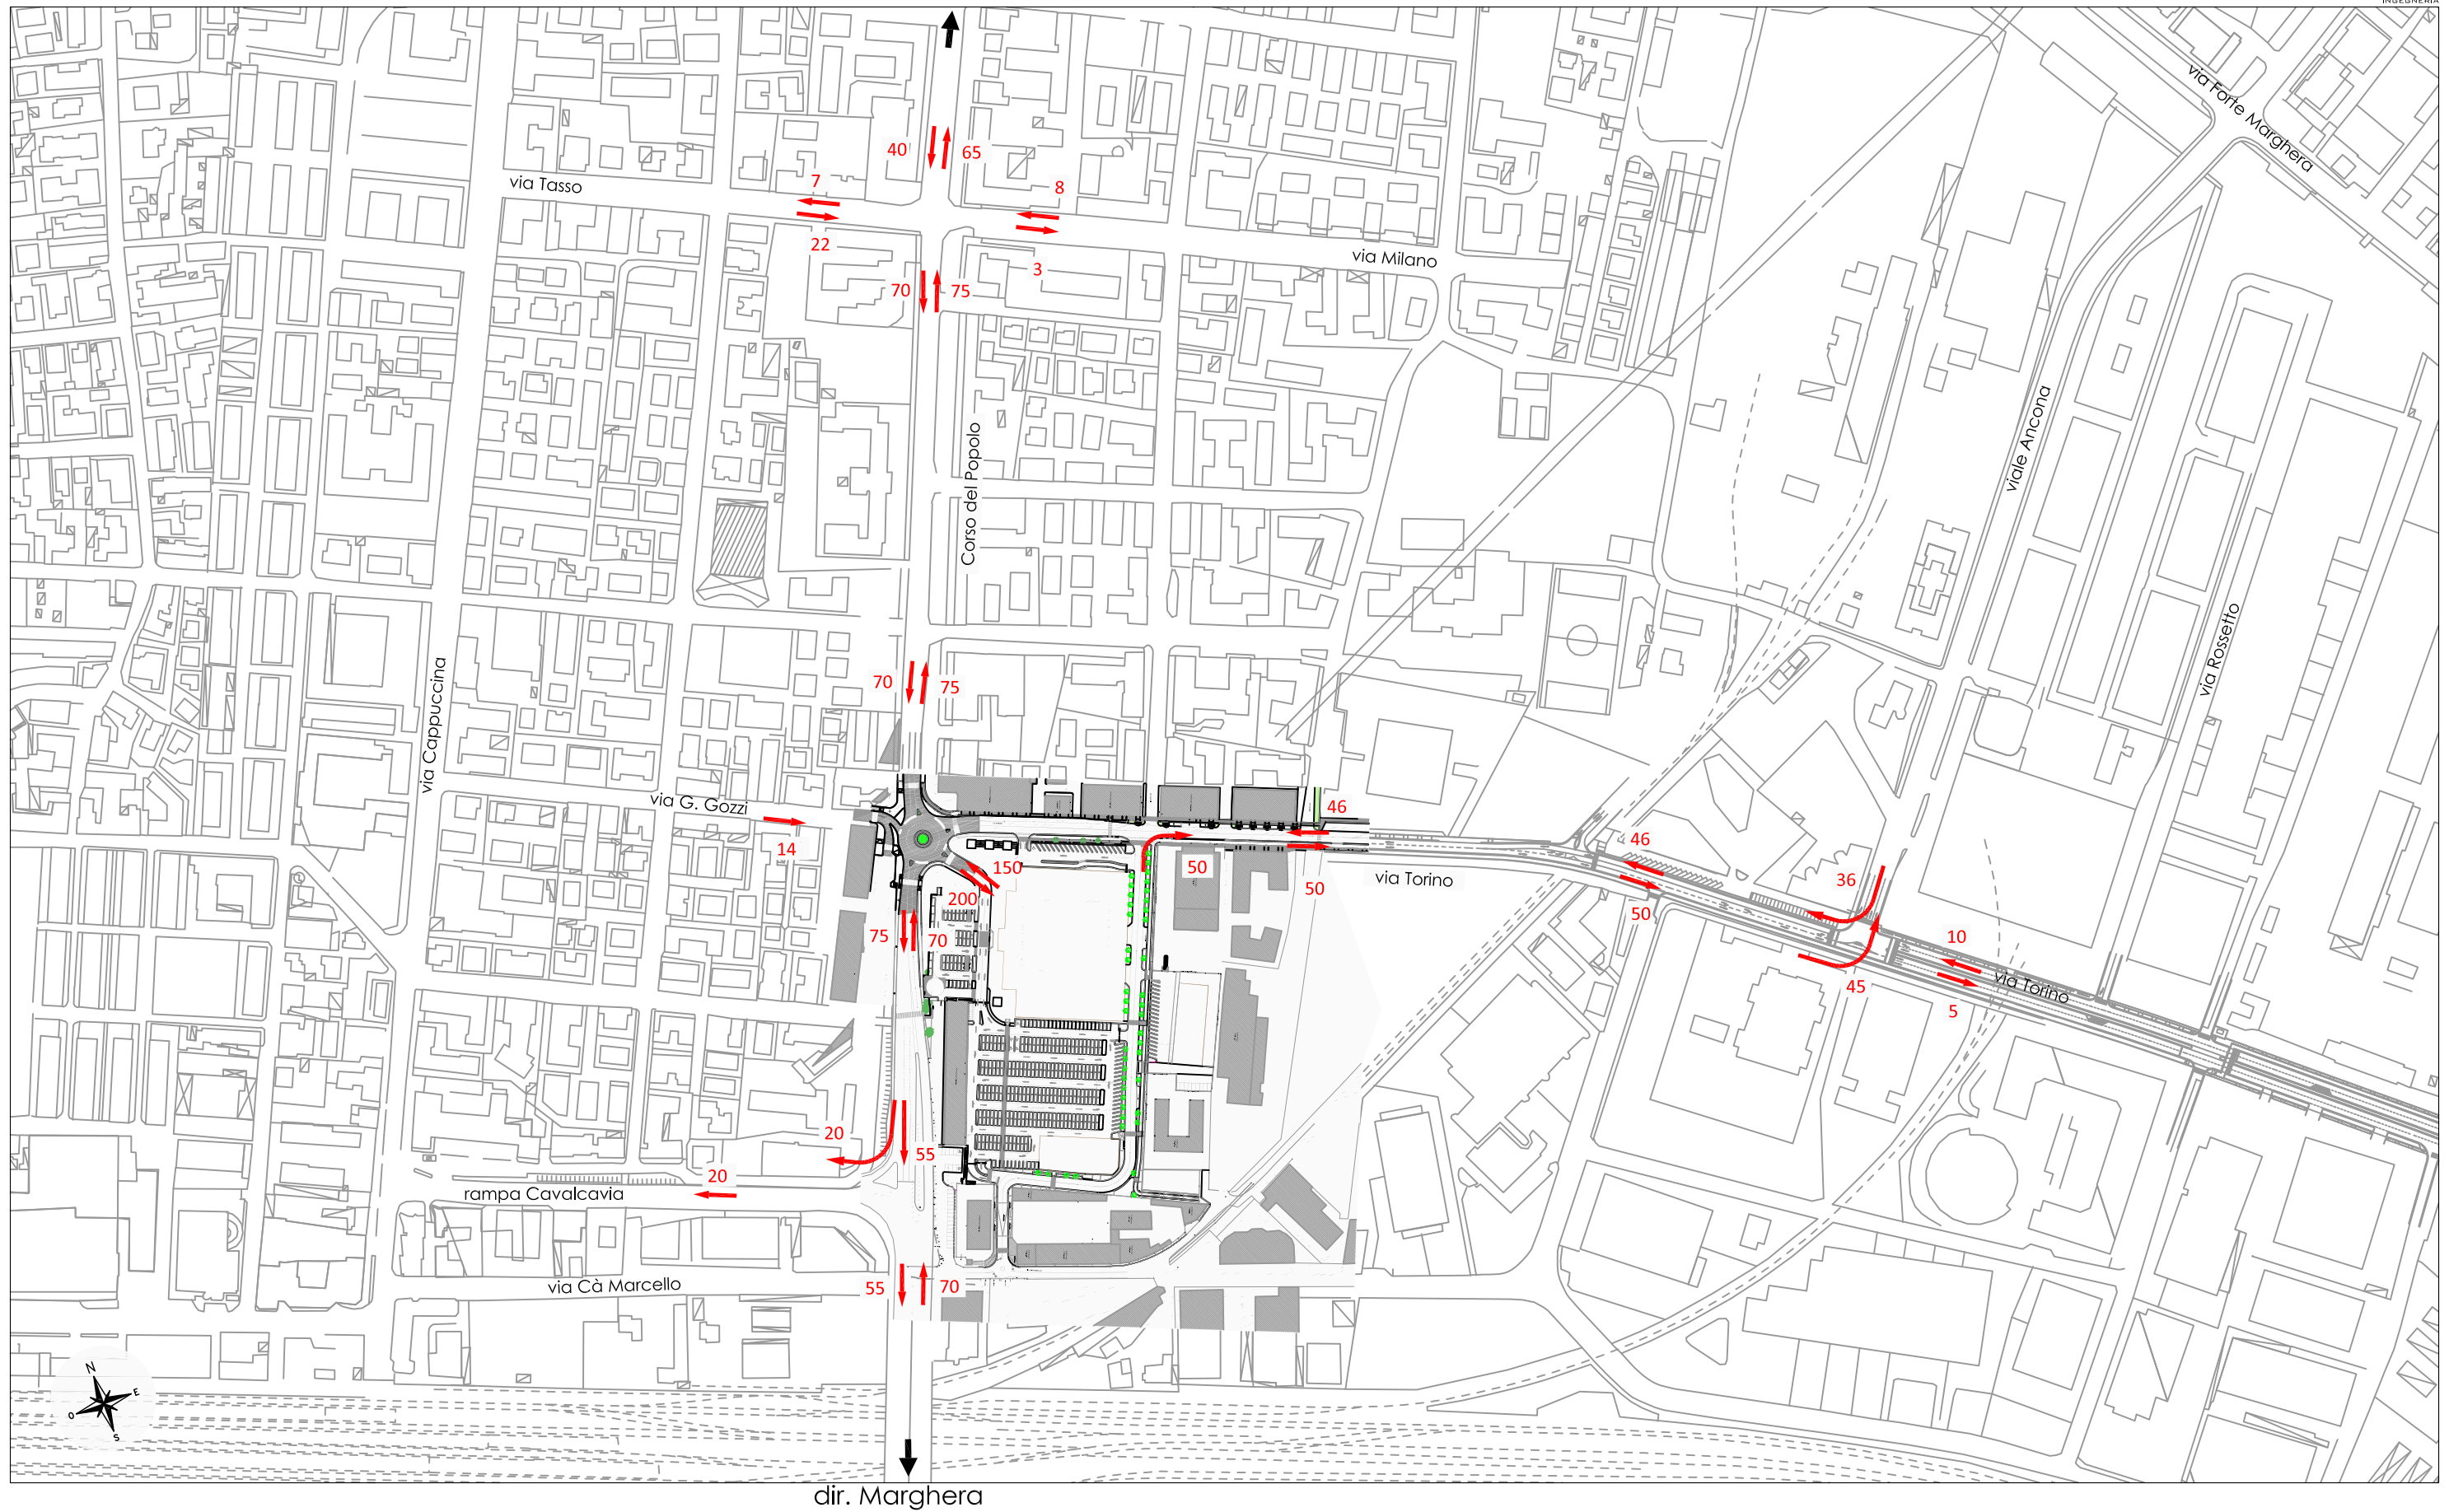 INGEGNERIA
via Forte Marghera
40
65
via Tasso
7
8
22
via Milano
3
70
75
viale Ancona
Corso del Popolo
via Rossetto
70
75
via Cappuccina
via G. Gozzi
14
46
46
150
50
50
via Torino
36
200
50
75
70
10
via Torino
45
5
20
55
20
rampa Cavalcavia
via Cà Marcello
55
70
N
E
O
S
dir. Marghera